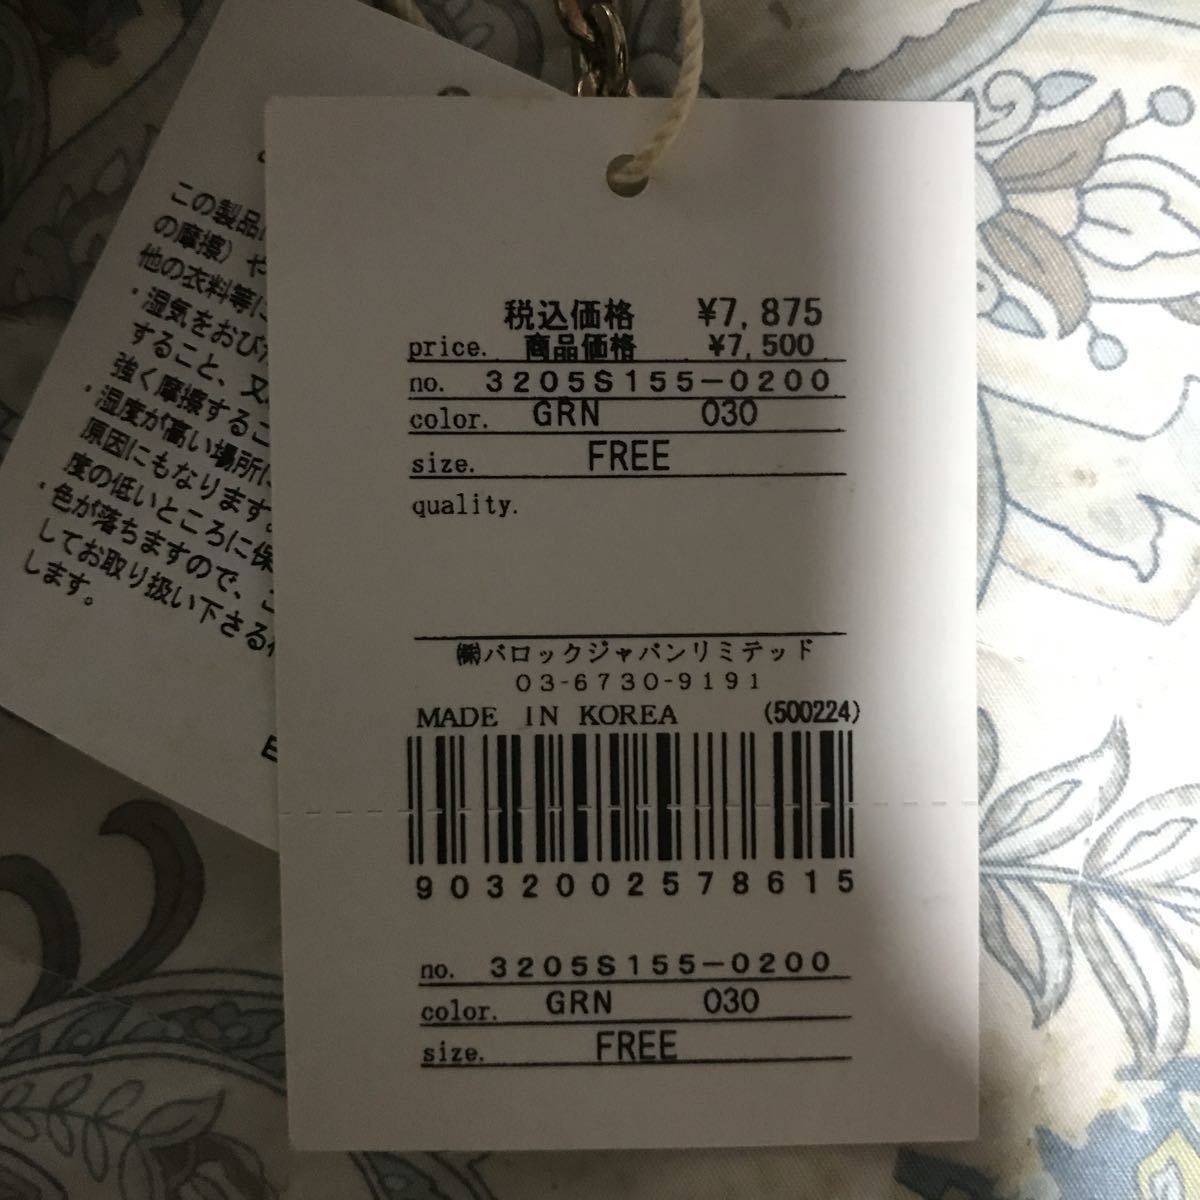 この製品に
の摩擦）や
他の衣料等に
・湿気をおびた
すること、又
強く摩擦するこ
・湿度が高い場所に
原因にもなります。
度の低いところに保
・色が落ちますので、こ
してお取り扱い下さる
します。
税込価格 ¥7,875
price. 商品価格 ¥7,500
no. 3205S155-0200
color. GRN 030
size. FREE
quality.
㈱バロックジャパンリミテッド
03-6730-9191
MADE IN KOREA (500224)
903200257861​5
no. 3205S155-0200
color. GRN 030
size. FREE